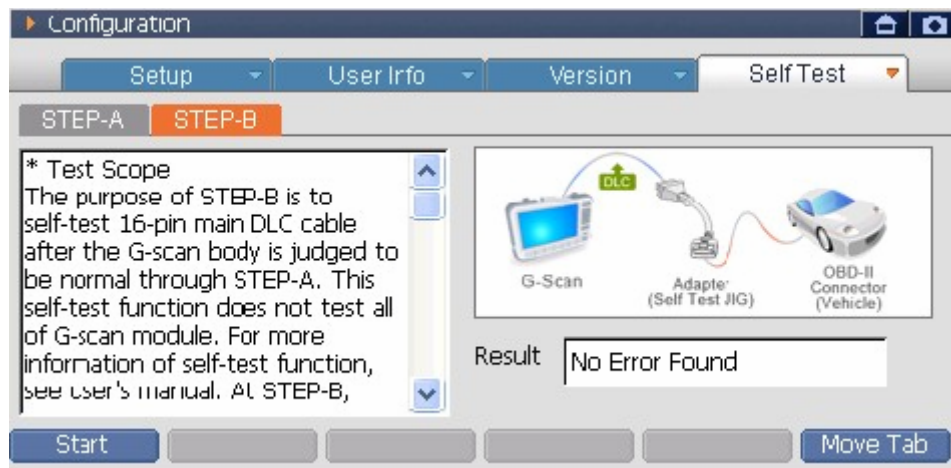 Configuration
Setup
User Info
Version
Self Test
STEP-A
STEP-B
* Test Scope
The purpose of STEP-B is to
self-test 16-pin main DLC cable
after the G-scan body is judged to
be normal through STEP-A. This
self-test function does not test all
of G-scan module. For more
information of self-test function,
see user's manual. At STEP-B,
DLC
G-Scan
Adapter
(Self Test JIG)
OBD-II
Connector
(Vehicle)
Result
No Error Found
Start
Move Tab